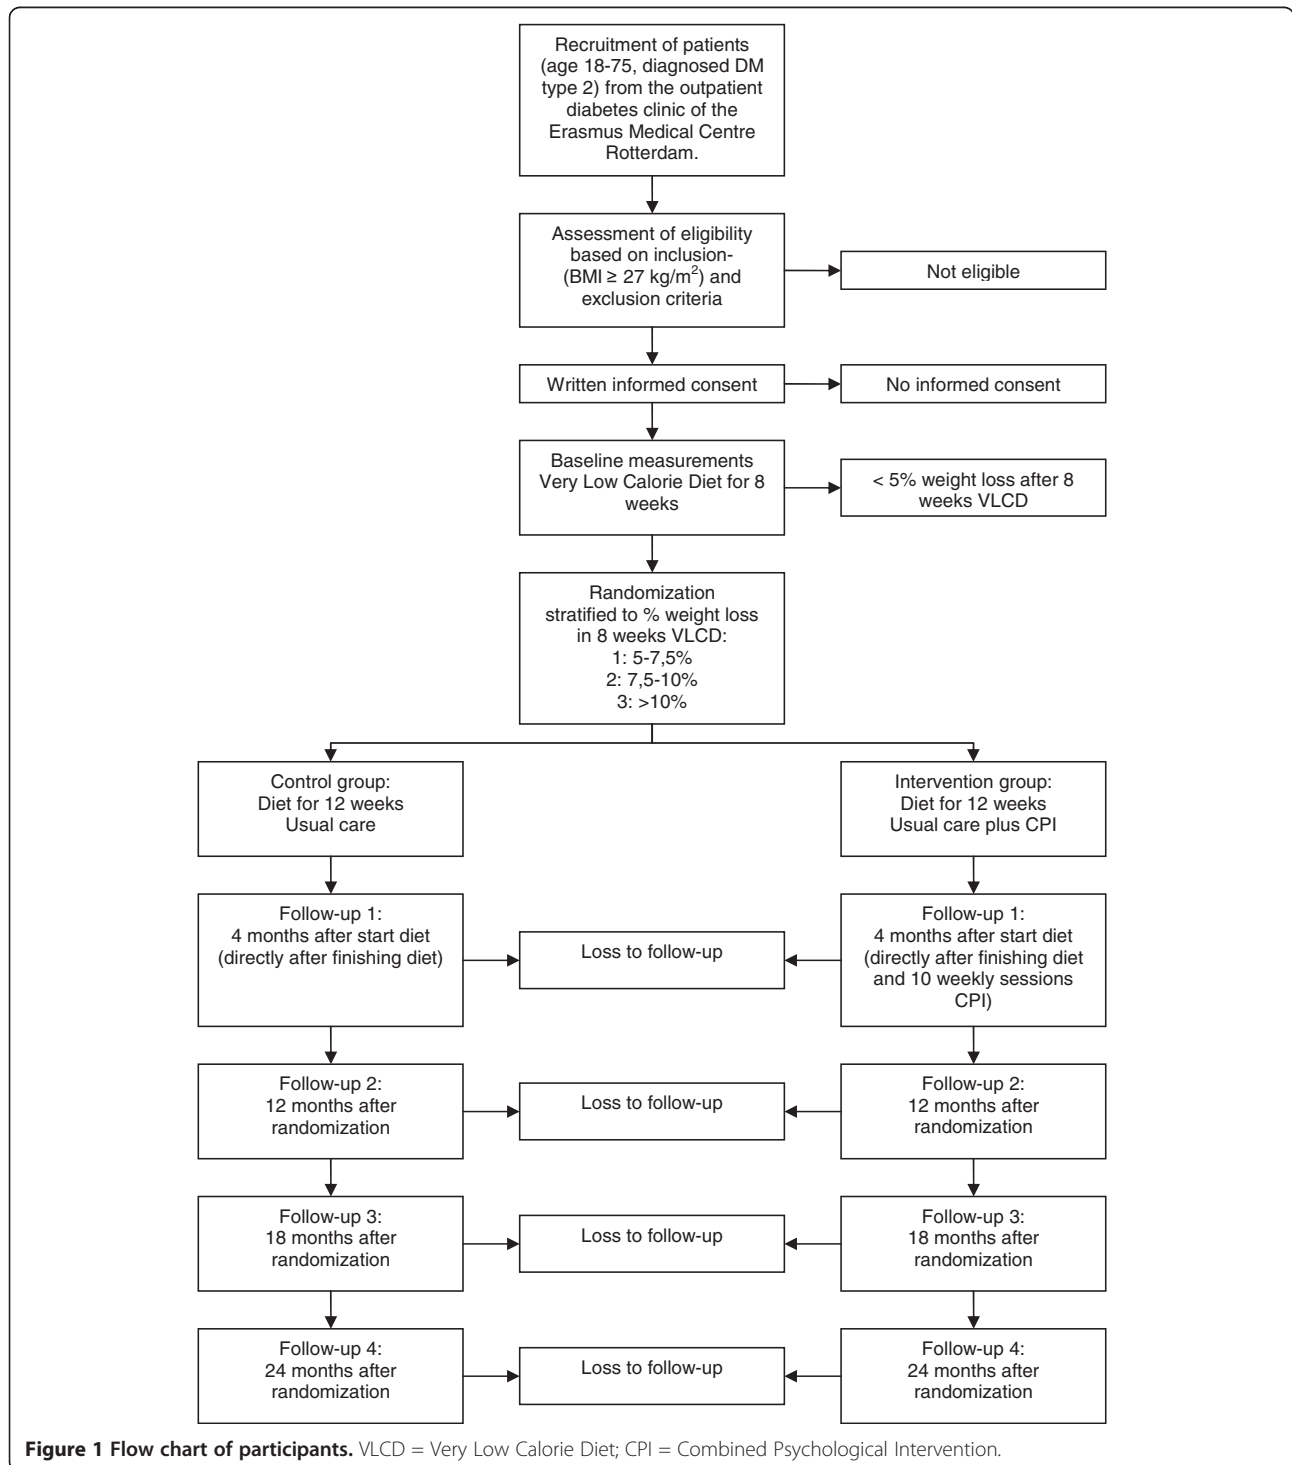 Recruitment of patients
(age 18-75, diagnosed DM
type 2) from the outpatient
diabetes clinic of the
Erasmus Medical Centre
Rotterdam.
Assessment of eligibility
based on inclusion-
(BMI ≥ 27 kg/m²) and
exclusion criteria
Not eligible
Written informed consent
No informed consent
Baseline measurements
Very Low Calorie Diet for 8
weeks
< 5% weight loss after 8
weeks VLCD
Randomization
stratified to % weight loss
in 8 weeks VLCD:
1: 5-7,5%
2: 7,5-10%
3: >10%
Control group:
Diet for 12 weeks
Usual care
Intervention group:
Diet for 12 weeks
Usual care plus CPI
Follow-up 1:
4 months after start diet
(directly after finishing diet)
Loss to follow-up
Follow-up 1:
4 months after start diet
(directly after finishing diet
and 10 weekly sessions
CPI)
Follow-up 2:
12 months after
randomization
Loss to follow-up
Follow-up 2:
12 months after
randomization
Follow-up 3:
18 months after
randomization
Loss to follow-up
Follow-up 3:
18 months after
randomization
Follow-up 4:
24 months after
randomization
Loss to follow-up
Follow-up 4:
24 months after
randomization
Figure 1 Flow chart of participants. VLCD = Very Low Calorie Diet; CPI = Combined Psychological Intervention.